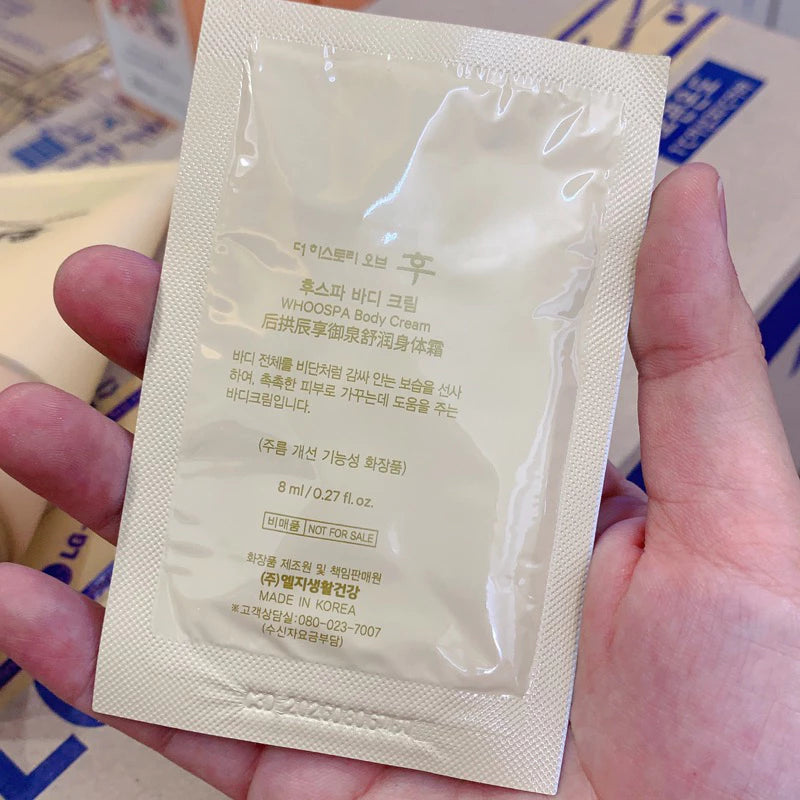 더 히스토리 오브 후
후스파 바디 크림
WHOOSPA Body Cream
后拱辰享御泉舒润身体霜
바디 전체를 비단처럼 감싸 안는 보습을 선사
하여, 촉촉한 피부로 가꾸는데 도움을 주는
바디크림입니다.
(주름 개선 기능성 화장품)
8 ml / 0.27 fl. oz.
비매품 NOT FOR SALE
화장품 제조원 및 책임판매원
(주)엘지생활건강
MADE IN KOREA
※고객상담실:080-023-7007
(수신자요금부담)
LG